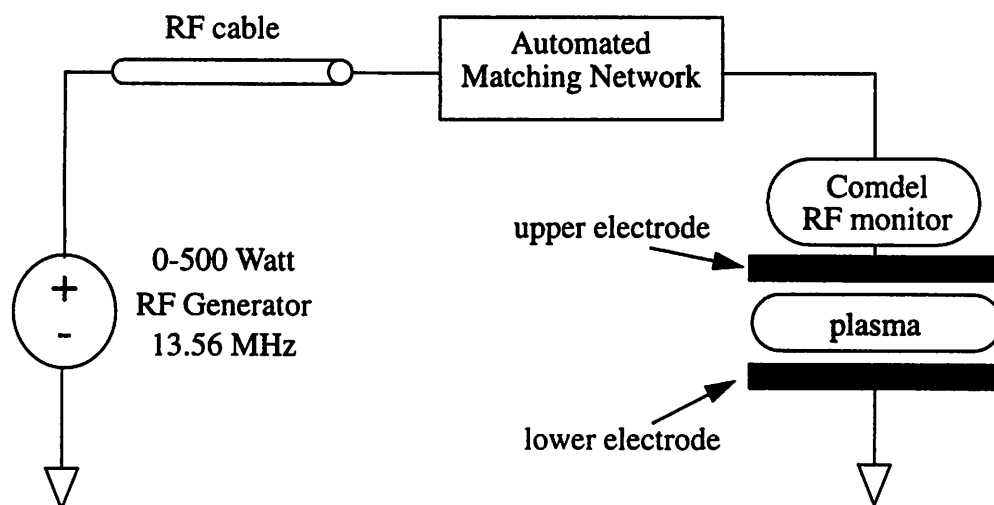 RF cable
Automated
Matching Network
Comdel
RF monitor
upper electrode
0-500 Watt
RF Generator
13.56 MHz
+
-
plasma
lower electrode